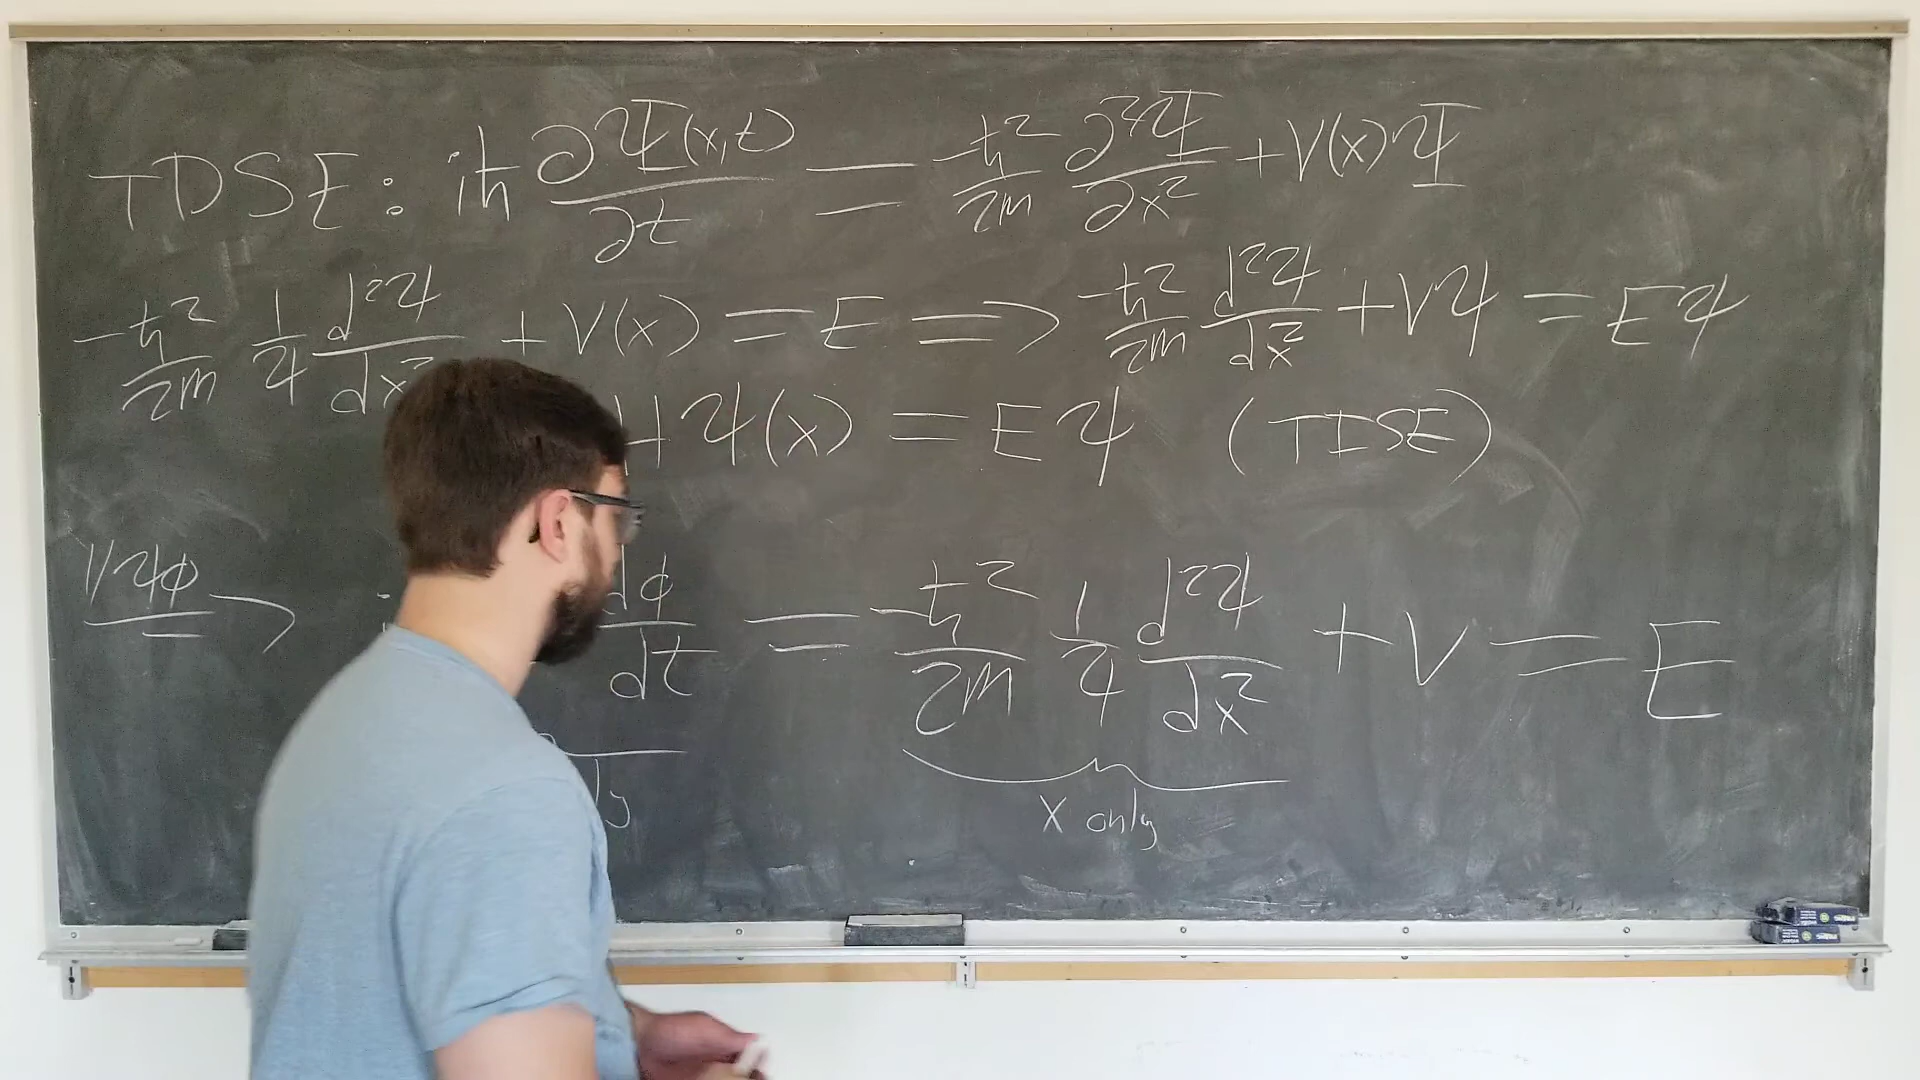 TDSE: iħ ∂Ψ(x,t)/∂t = -ħ²/2m ∂²Ψ/∂x² + V(x)Ψ
-ħ²/2m 1/ψ d²ψ/dx² + V(x) = E => -ħ²/2m d²ψ/dx² + Vψ = Eψ
Hψ(x) = Eψ (TDSE)
1/ψφ => dφ/dt = -ħ²/2m 1/ψ d²ψ/dx² + V = E
x only